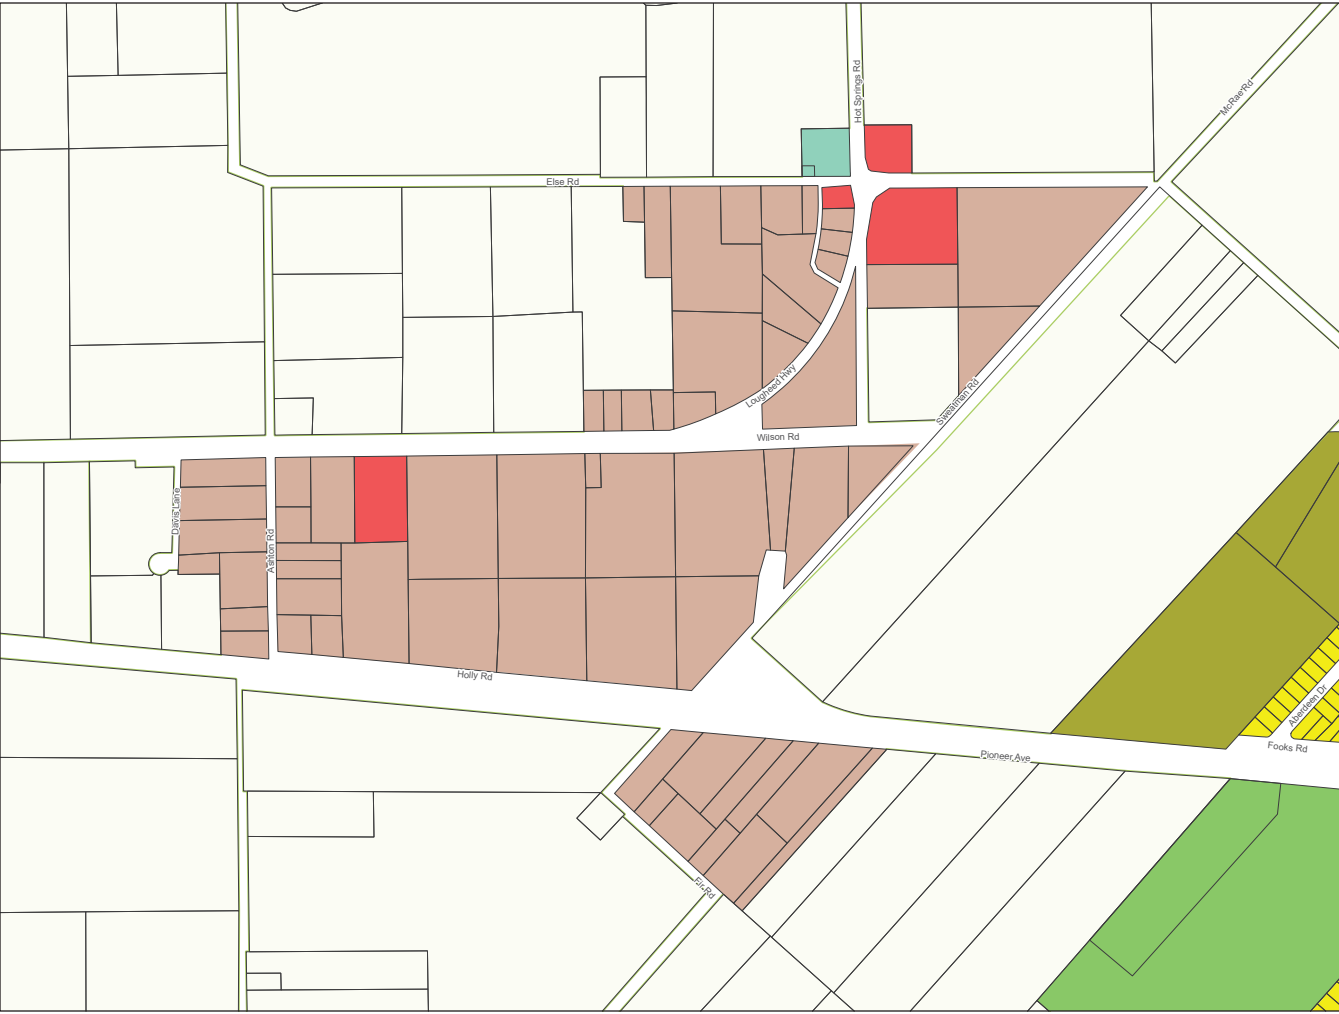 Hot Springs Rd
McRae Rd
Else Rd
Lougheed Hwy
Sweatman Rd
Wilson Rd
Davis Lane
Ashton Rd
Holly Rd
Aberdeen Dr
Fooks Rd
Pioneer Ave
Fir Rd